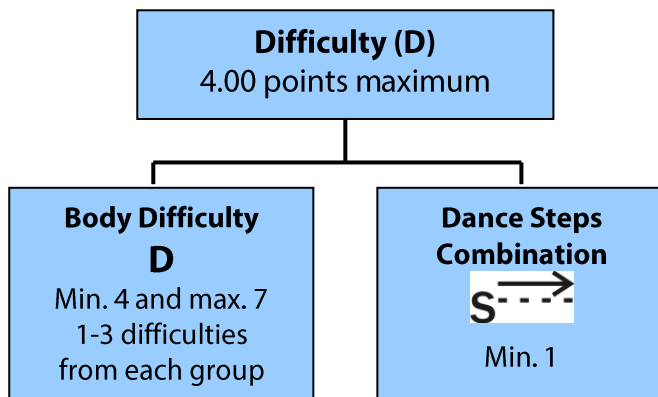 Difficulty (D)
4.00 points maximum
Body Difficulty
D
Min. 4 and max. 7
1-3 difficulties
from each group
Dance Steps
Combination
S
Min. 1